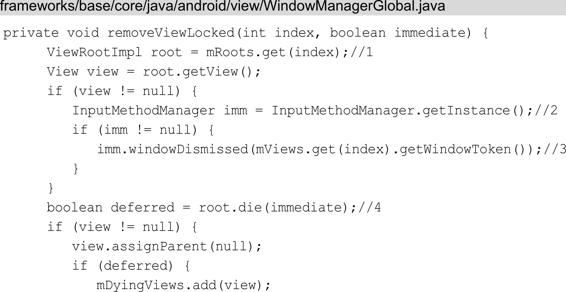 frameworks/base/core/java/android/view/WindowManagerGlobal.java
private void removeViewLocked(int index, boolean immediate) {
ViewRootImpl root = mRoots.get(index);//1
View view = root.getView();
if (view != null) {
InputMethodManager imm = InputMethodManager.getInstance();//2
if (imm != null) {
imm.windowDismissed(mViews.get(index).getWindowToken());//3
}
}
boolean deferred = root.die(immediate);//4
if (view != null) {
view.assignParent(null);
if (deferred) {
mDyingViews.add(view);